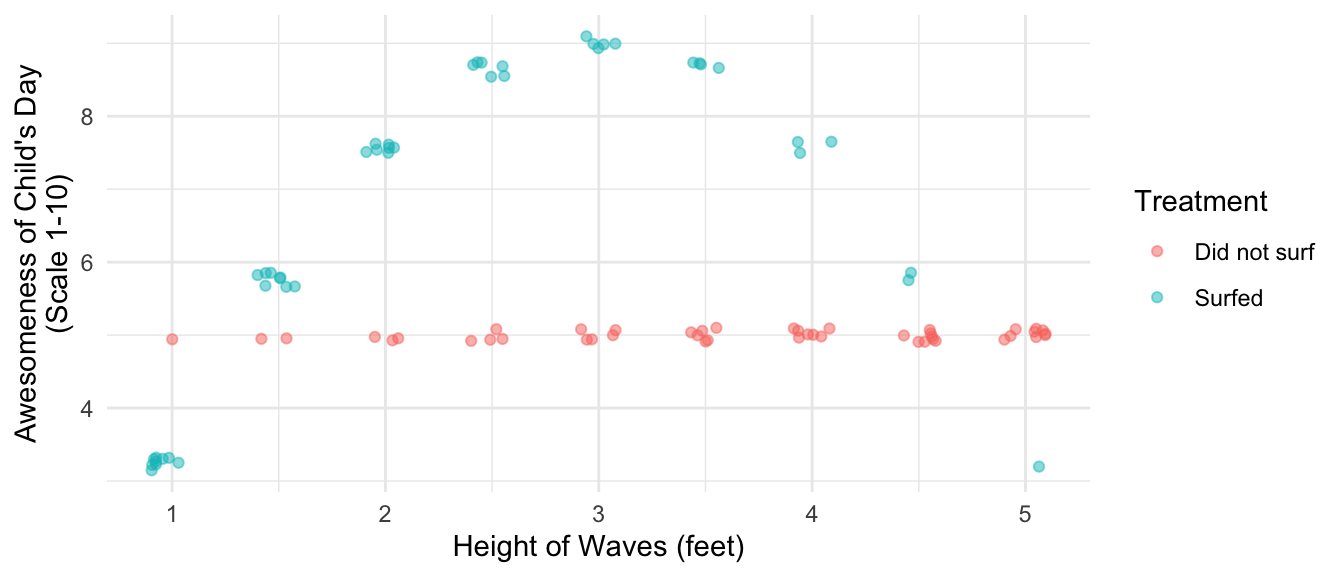 Awesomeness of Child's Day
(Scale 1-10)
8
6
4
1 2 3 4 5
Height of Waves (feet)
Treatment
Did not surf
Surfed